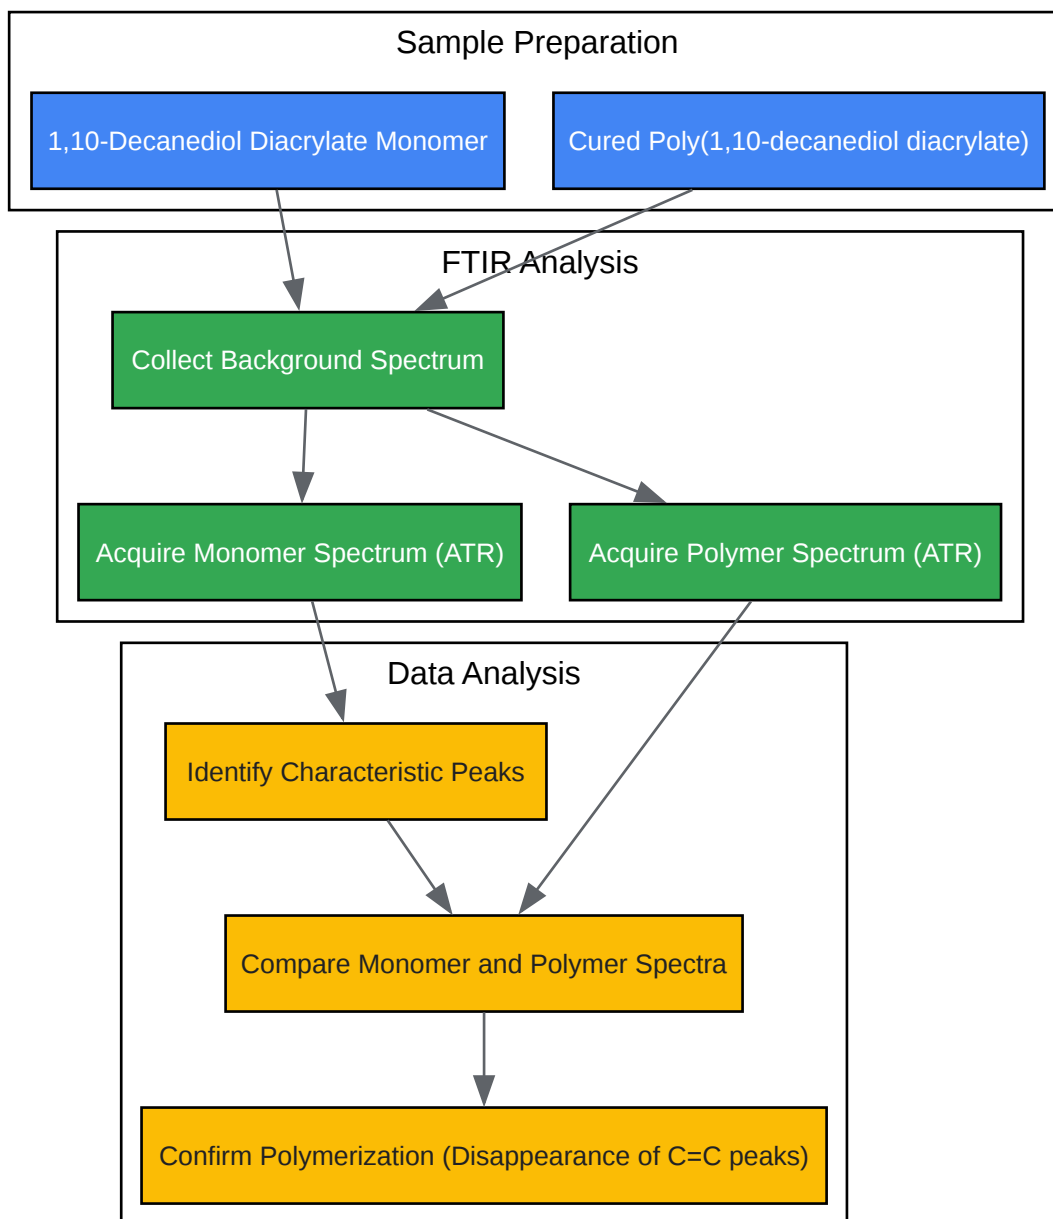 Sample Preparation
1,10-Decanediol Diacrylate Monomer
Cured Poly(1,10-decanediol diacrylate)
FTIR Analysis
Collect Background Spectrum
Acquire Monomer Spectrum (ATR)
Acquire Polymer Spectrum (ATR)
Data Analysis
Identify Characteristic Peaks
Compare Monomer and Polymer Spectra
Confirm Polymerization (Disappearance of C=C peaks)